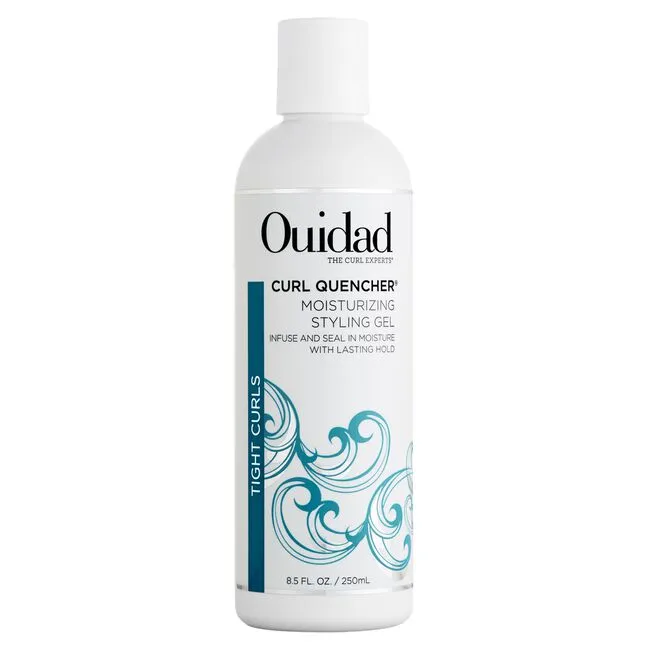 Ouidad
THE CURL EXPERTS®
CURL QUENCHER®
MOISTURIZING
STYLING GEL
INFUSE AND SEAL IN MOISTURE
WITH LASTING HOLD
TIGHT CURLS
8.5 FL. OZ. / 250mL